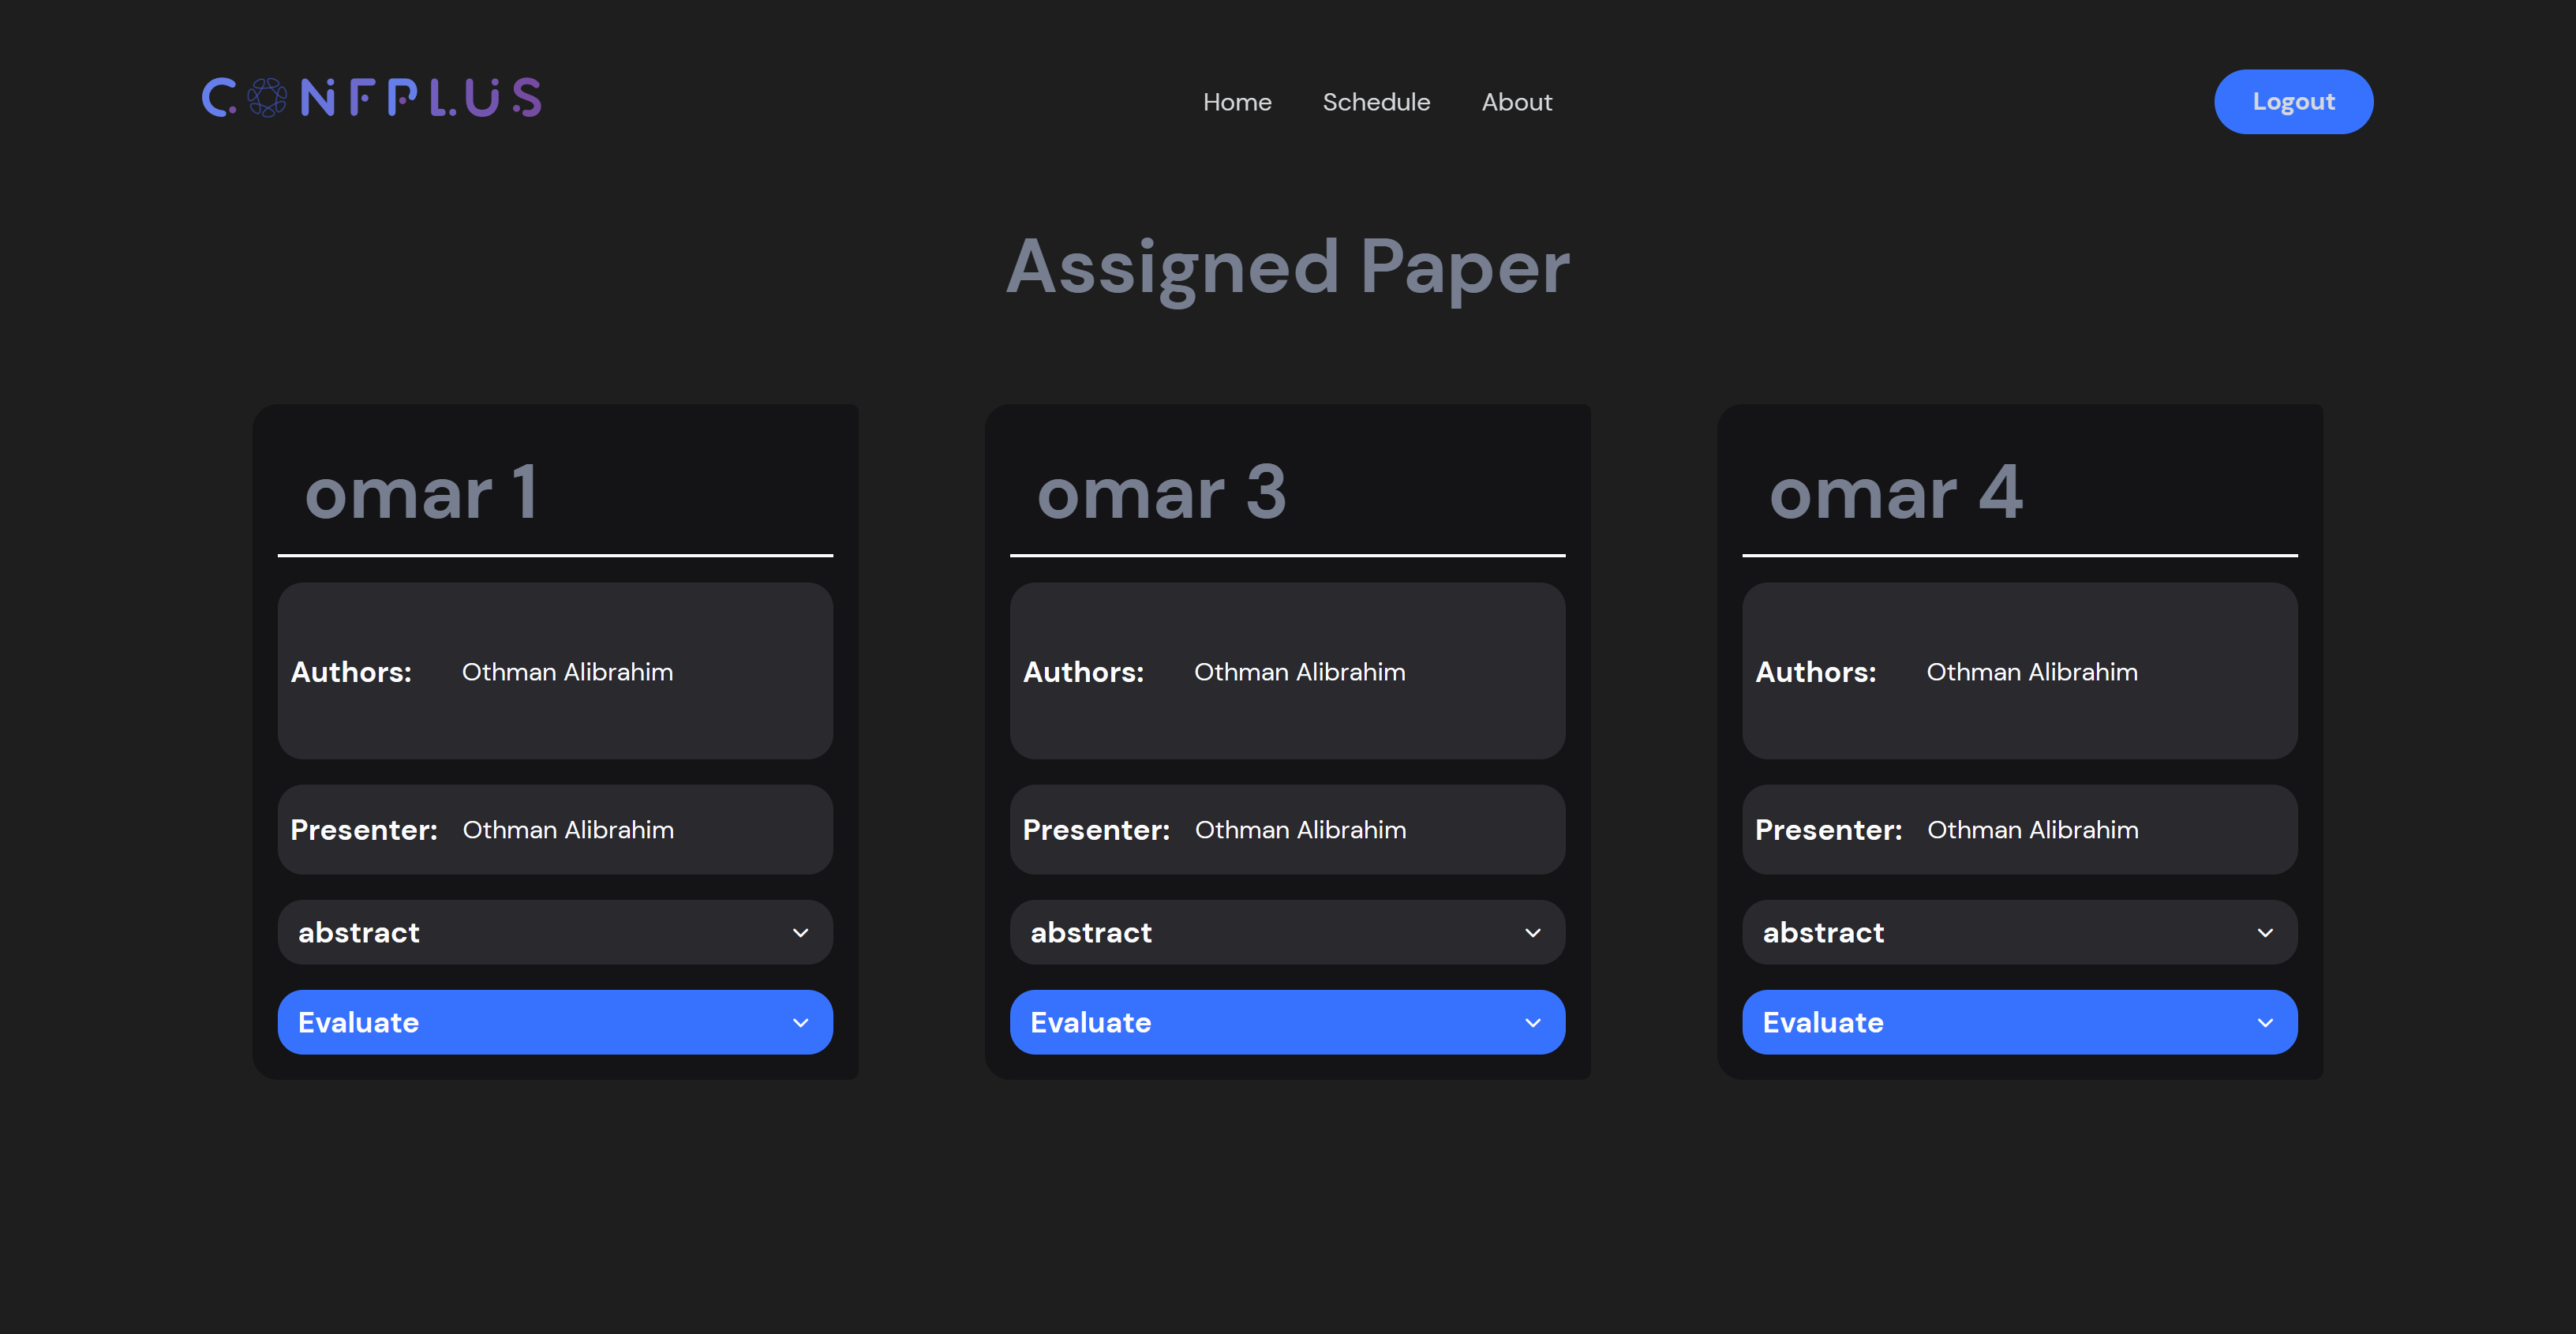 CONFPLUS
Home Schedule About
Logout
Assigned Paper
omar 1
Authors: Othman Alibrahim
Presenter: Othman Alibrahim
abstract
Evaluate
omar 3
Authors: Othman Alibrahim
Presenter: Othman Alibrahim
abstract
Evaluate
omar 4
Authors: Othman Alibrahim
Presenter: Othman Alibrahim
abstract
Evaluate